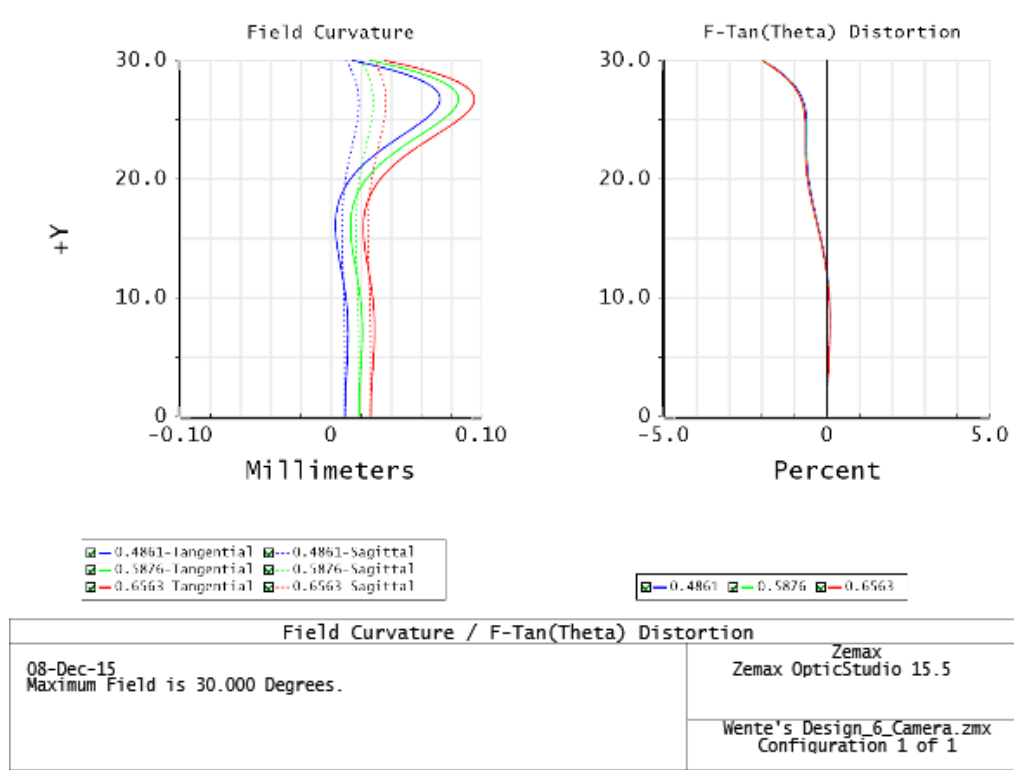 Field Curvature
30.0
20.0
10.0
0
+Y
-0.10
0
0.10
Millimeters
F-Tan(Theta) Distortion
30.0
20.0
10.0
0
-5.0
0
5.0
Percent
0.4861-Tangential 0.4861-Sagittal
0.5876-Tangential 0.5876-Sagittal
0.6563 Tangential 0.6563 Sagittal
0.4861 0.5876 0.6563
Field Curvature / F-Tan(Theta) Distortion
08-Dec-15
Maximum Field is 30.000 Degrees.
Zemax
Zemax OpticStudio 15.5
Wente's Design_6_Camera.zmx
Configuration 1 of 1